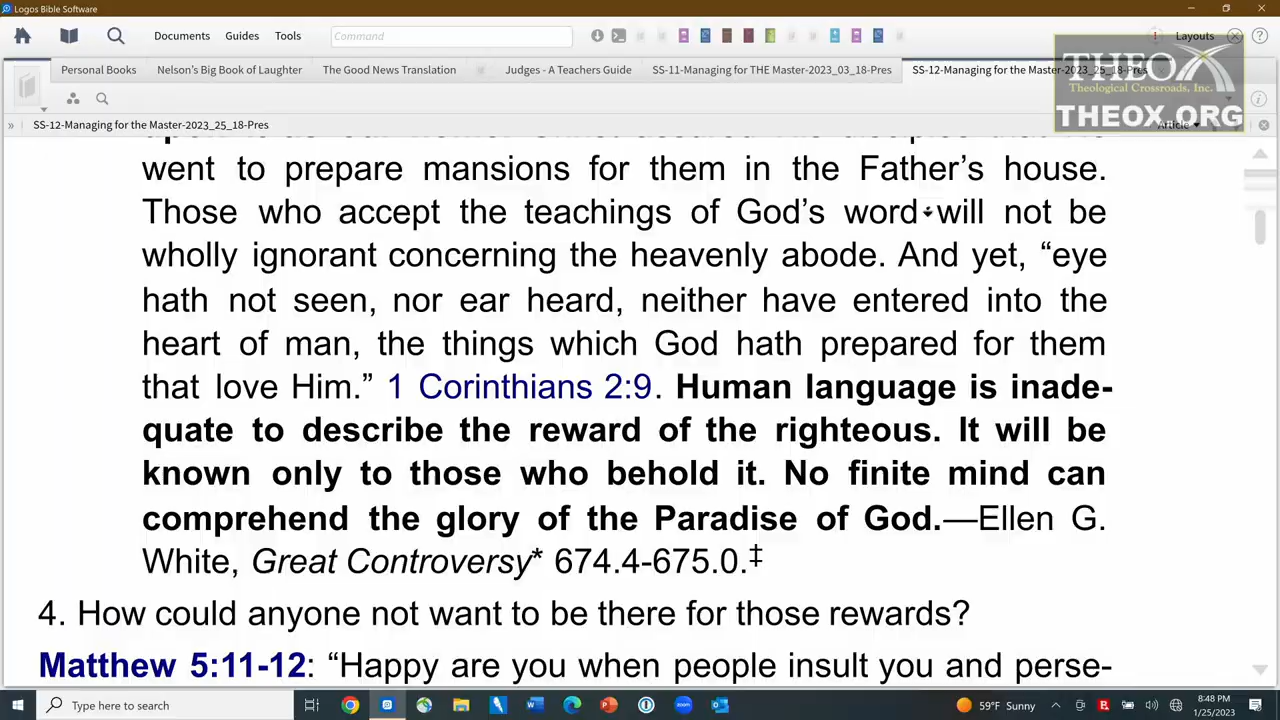 Logos Bible Software
Documents Guides Tools Command Layouts
Personal Books Nelson's Big Book of Laughter Judges - A Teachers Guide SS-11-Managing for THE Master-2023_03_18-Pres SS-12-Managing for the Master-2023_25_18-Pres
THEOX
Theological Crossroads, Inc.
THEOX.ORG
SS-12-Managing for the Master-2023_25_18-Pres Article
went to prepare mansions for them in the Father's house.
Those who accept the teachings of God's word will not be
wholly ignorant concerning the heavenly abode. And yet, “eye
hath not seen, nor ear heard, neither have entered into the
heart of man, the things which God hath prepared for them
that love Him.” 1 Corinthians 2:9. Human language is inade-
quate to describe the reward of the righteous. It will be
known only to those who behold it. No finite mind can
comprehend the glory of the Paradise of God.—Ellen G.
White, Great Controversy* 674.4-675.0.‡
4. How could anyone not want to be there for those rewards?
Matthew 5:11-12: “Happy are you when people insult you and perse-
Type here to search 59°F Sunny 8:48 PM
1/25/2023